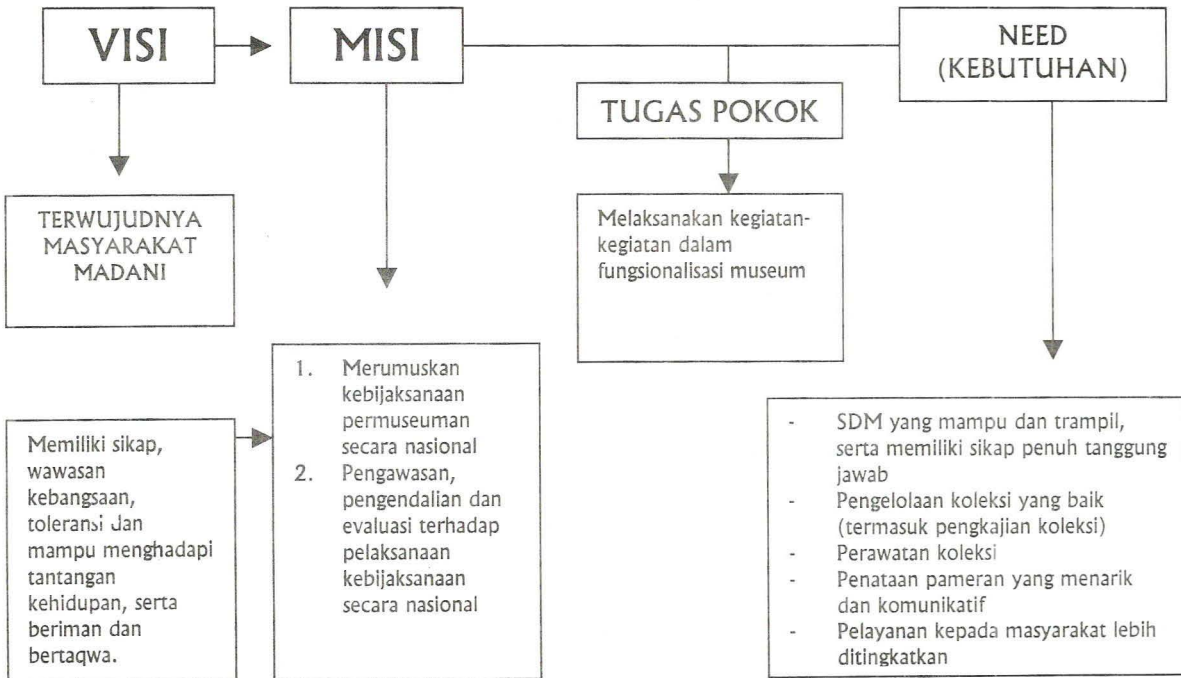 VISI
MISI
NEED
(KEBUTUHAN)
TUGAS POKOK
TERWUJUDNYA
MASYARAKAT
MADANI
Melaksanakan kegiatan-
kegiatan dalam
fungsionalisasi museum
Memiliki sikap,
wawasan
kebangsaan,
toleransi dan
mampu menghadapi
tantangan
kehidupan, serta
beriman dan
bertaqwa.
1. Merumuskan
kebijaksanaan
permuseuman
secara nasional
2. Pengawasan,
pengendalian dan
evaluasi terhadap
pelaksanaan
kebijaksanaan
secara nasional
- SDM yang mampu dan trampil,
serta memiliki sikap penuh tanggung
jawab
- Pengelolaan koleksi yang baik
(termasuk pengkajian koleksi)
- Perawatan koleksi
- Penataan pameran yang menarik
dan komunikatif
- Pelayanan kepada masyarakat lebih
ditingkatkan